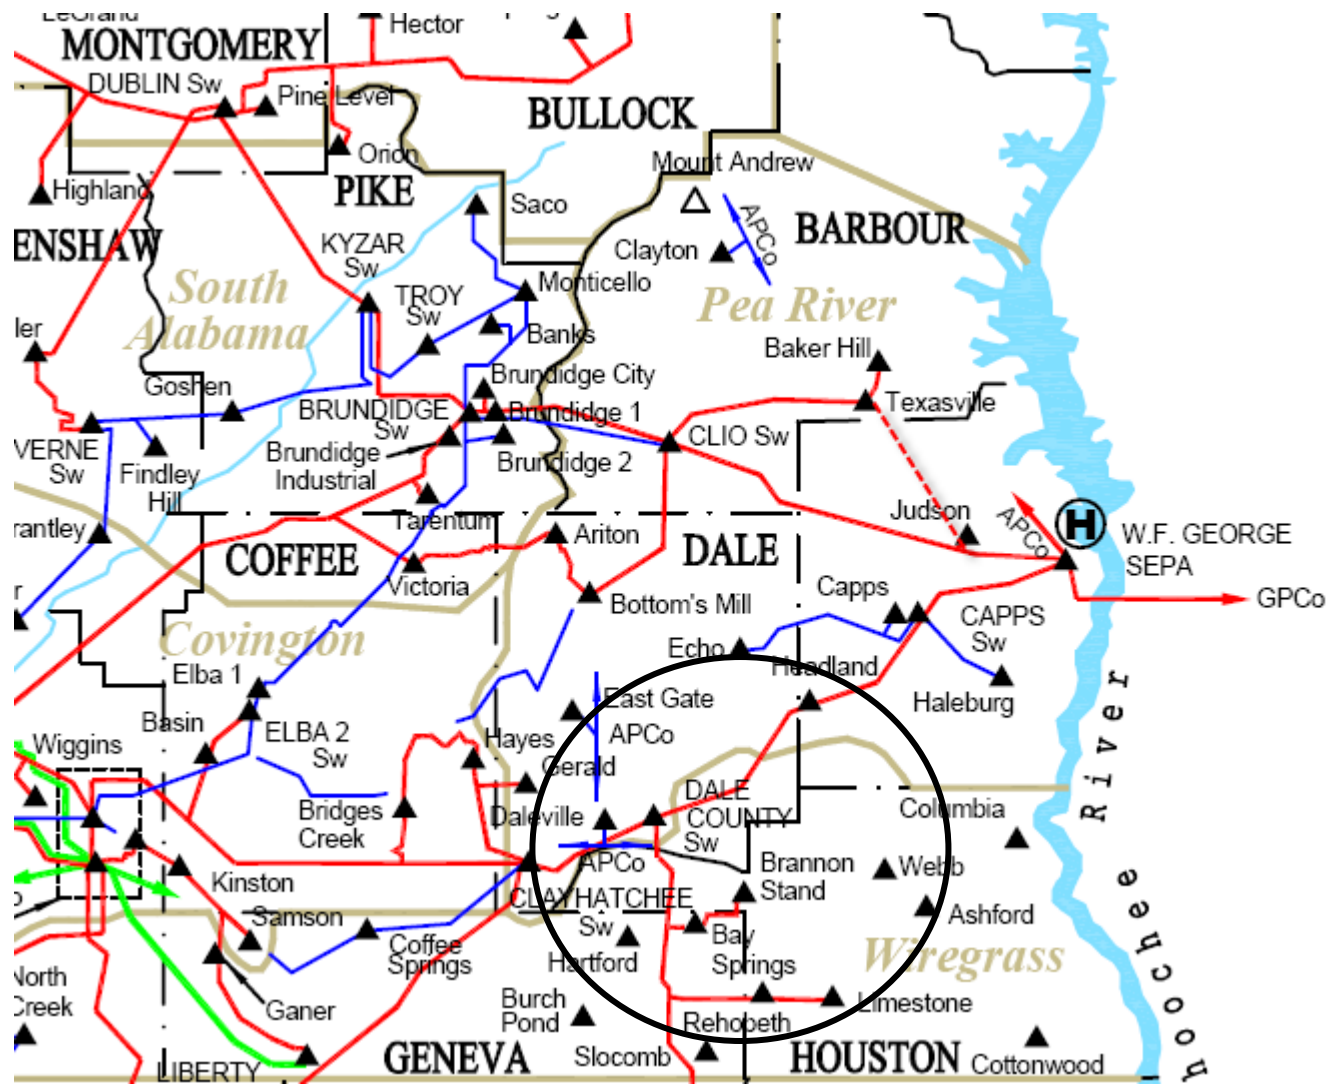 LeGrand
Hector
MONTGOMERY
DUBLIN Sw
Pine Level
BULLOCK
Orion
Mount Andrew
Highland
PIKE
Saco
APCo
ENSHAW
KYZAR
Sw
Clayton
BARBOUR
South
Alabama
TROY
Sw
Monticello
Pea River
ler
Banks
Baker Hill
Goshen
Brundidge City
Texasville
BRUNDIDGE
Sw
Brundidge 1
CLIO Sw
VERNE
Sw
Findley
Hill
Brundidge
Industrial
Brundidge 2
rantley
Tarentum
Ariton
Judson
APCo
H
W.F. GEORGE
SEPA
COFFEE
Victoria
DALE
r
Bottom's Mill
Capps
CAPPS
Sw
GPCo
Covington
Echo
Headland
Elba 1
East Gate
APCo
Haleburg
Basin
ELBA 2
Sw
Wiggins
Hayes
Gerald
River
Bridges
Creek
Daleville
DALE
COUNTY
Sw
Columbia
APCo
Brannon
Stand
Webb
Kinston
CLAYHATCHEE
Sw
Ashford
Samson
Coffee
Springs
Hartford
Bay
Springs
Wiregrass
hoochee
North
Creek
Ganer
Burch
Pond
Rehobeth
Limestone
LIBERTY
GENEVA
Slocomb
HOUSTON
Cottonwood